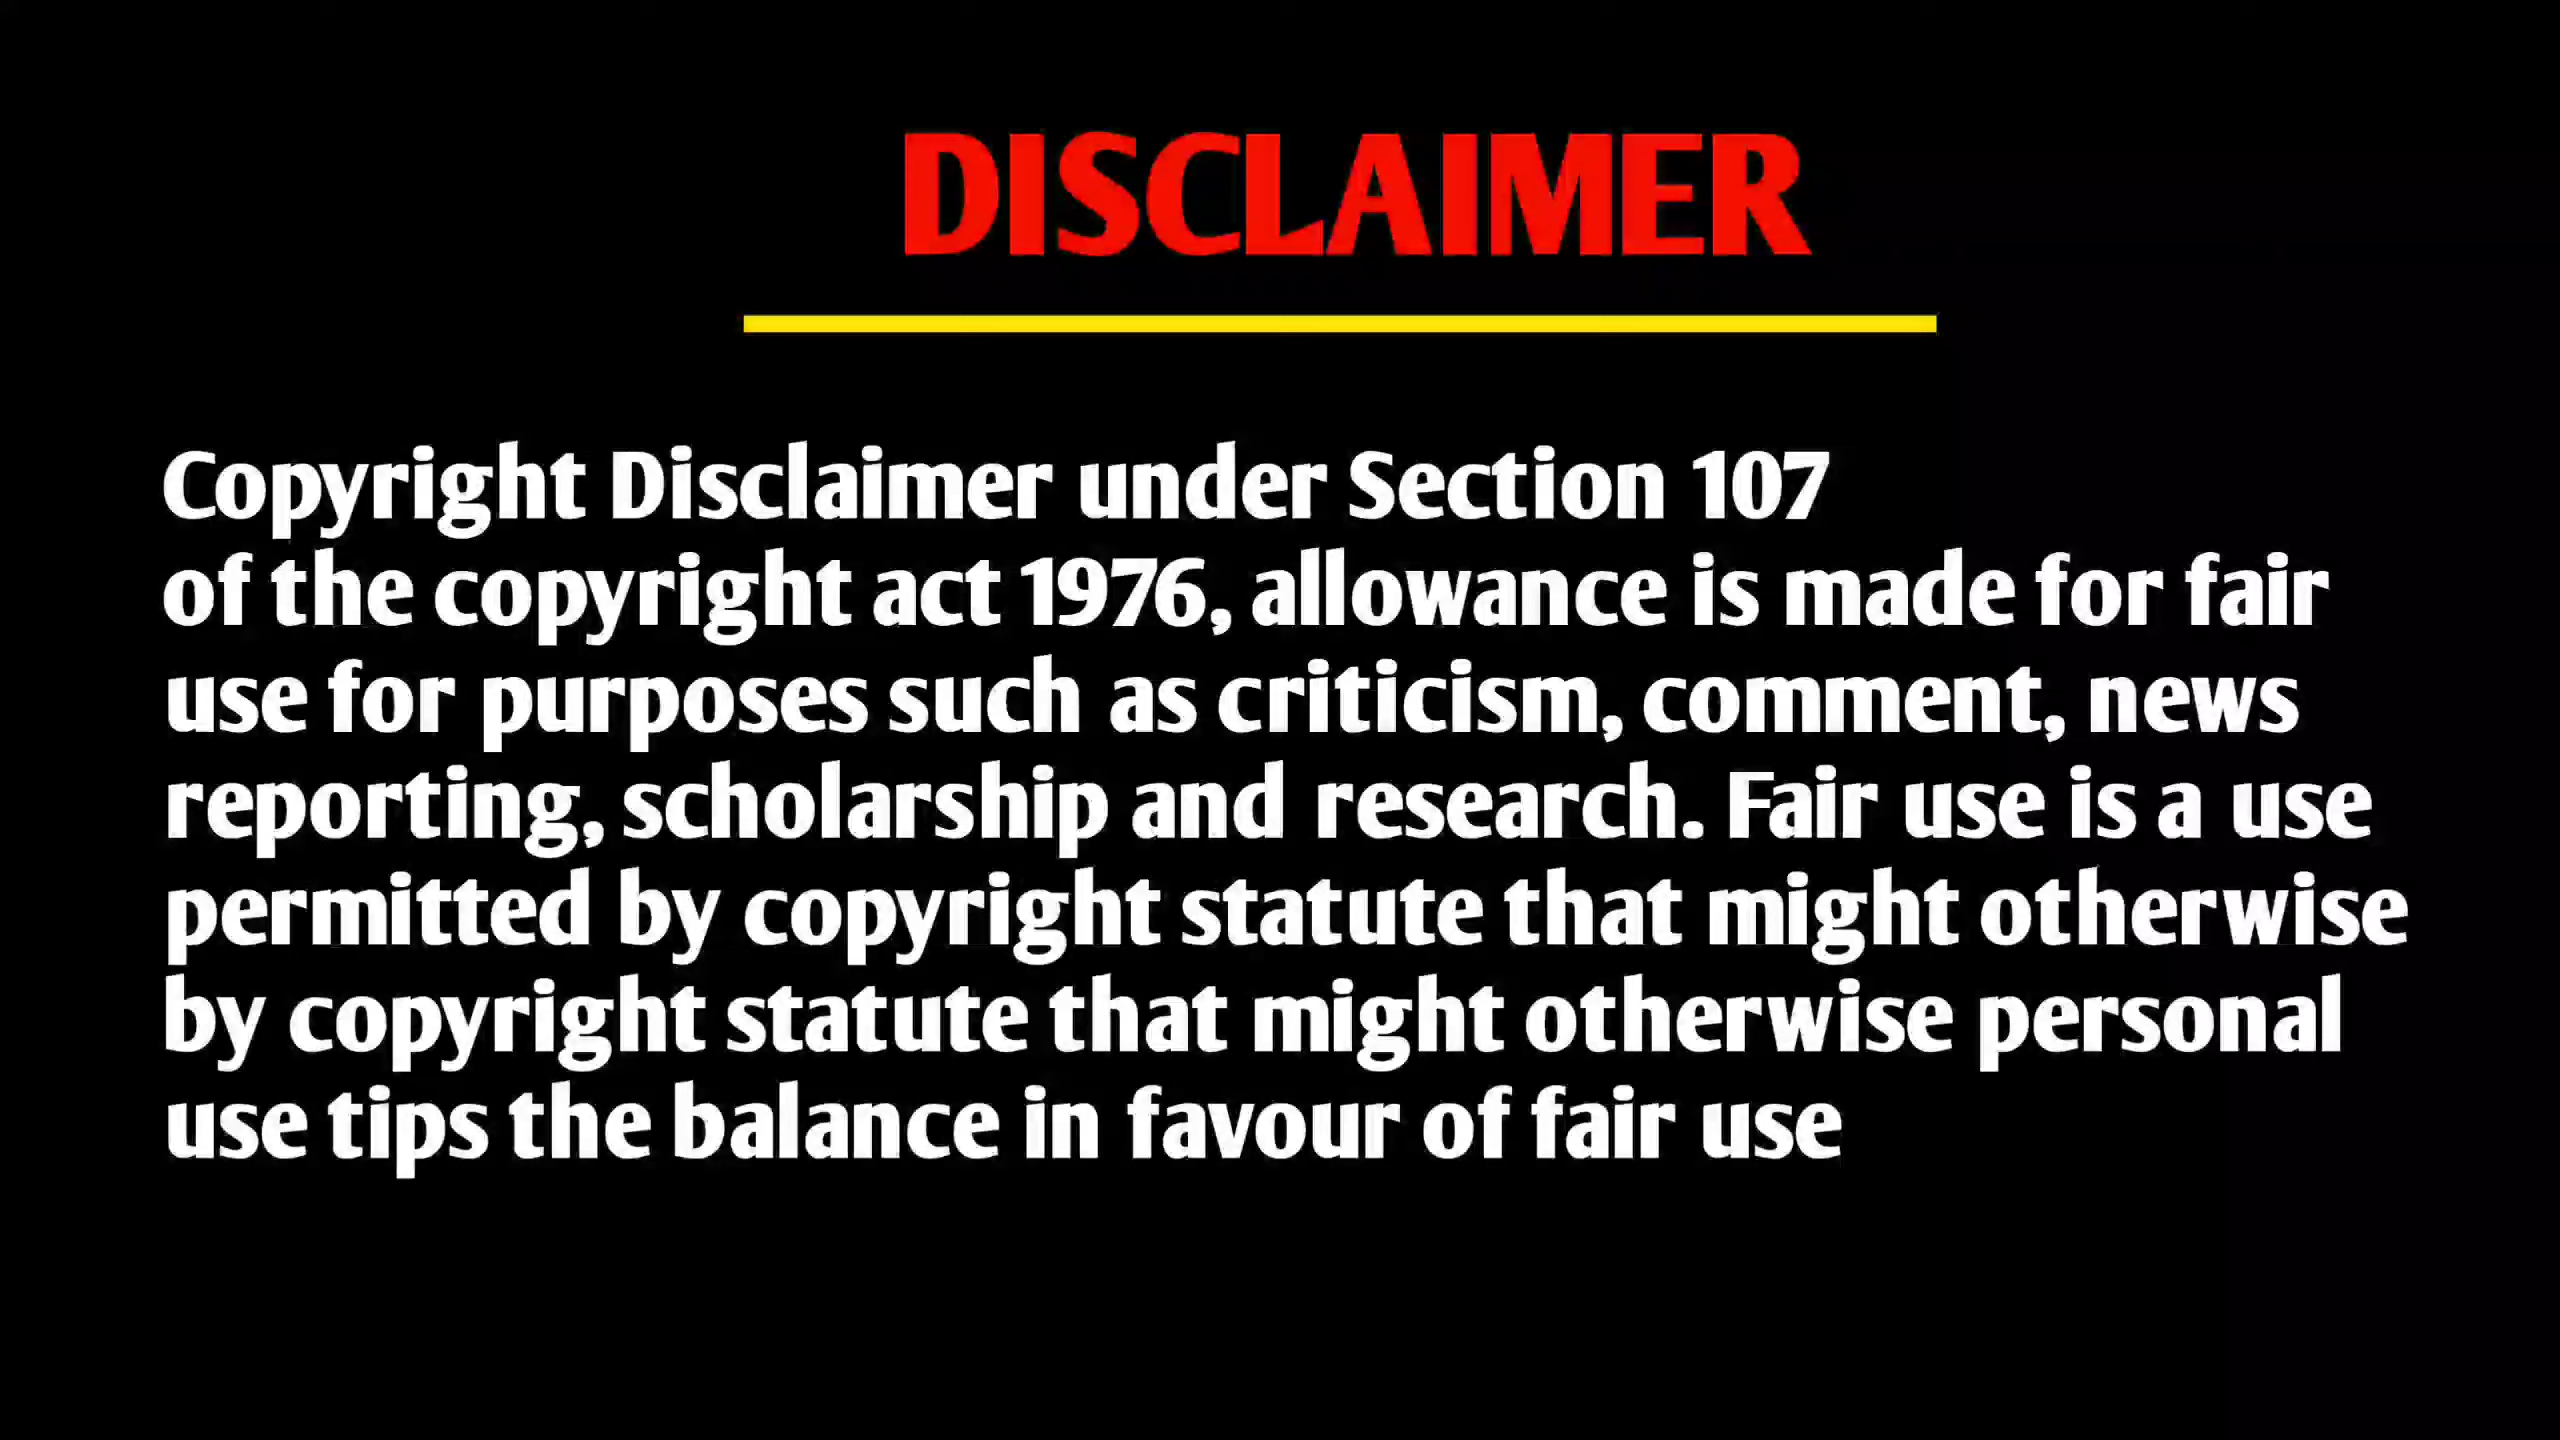 DISCLAIMER
Copyright Disclaimer under Section 107
of the copyright act 1976, allowance is made for fair
use for purposes such as criticism, comment, news
reporting, scholarship and research. Fair use is a use
permitted by copyright statute that might otherwise
by copyright statute that might otherwise personal
use tips the balance in favour of fair use